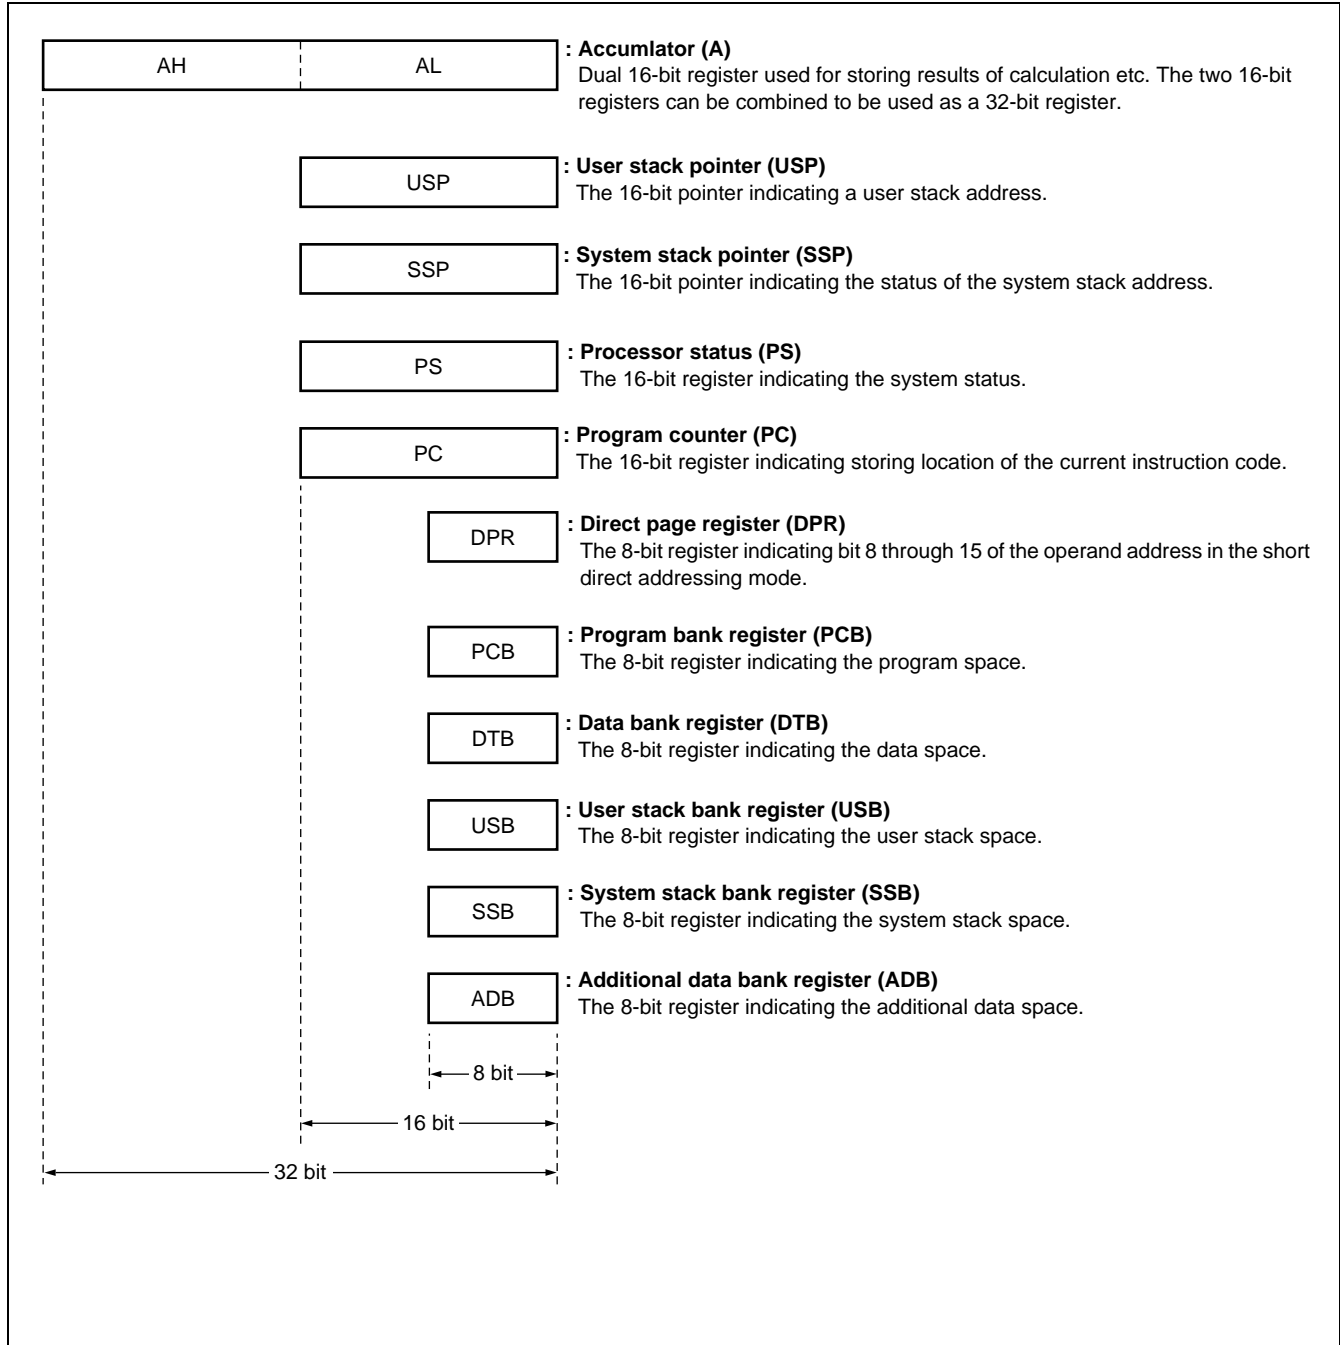 AH
AL
: Accumlator (A)
Dual 16-bit register used for storing results of calculation etc. The two 16-bit
registers can be combined to be used as a 32-bit register.
USP
: User stack pointer (USP)
The 16-bit pointer indicating a user stack address.
SSP
: System stack pointer (SSP)
The 16-bit pointer indicating the status of the system stack address.
PS
: Processor status (PS)
The 16-bit register indicating the system status.
PC
: Program counter (PC)
The 16-bit register indicating storing location of the current instruction code.
DPR
: Direct page register (DPR)
The 8-bit register indicating bit 8 through 15 of the operand address in the short
direct addressing mode.
PCB
: Program bank register (PCB)
The 8-bit register indicating the program space.
DTB
: Data bank register (DTB)
The 8-bit register indicating the data space.
USB
: User stack bank register (USB)
The 8-bit register indicating the user stack space.
SSB
: System stack bank register (SSB)
The 8-bit register indicating the system stack space.
ADB
: Additional data bank register (ADB)
The 8-bit register indicating the additional data space.
8 bit
16 bit
32 bit